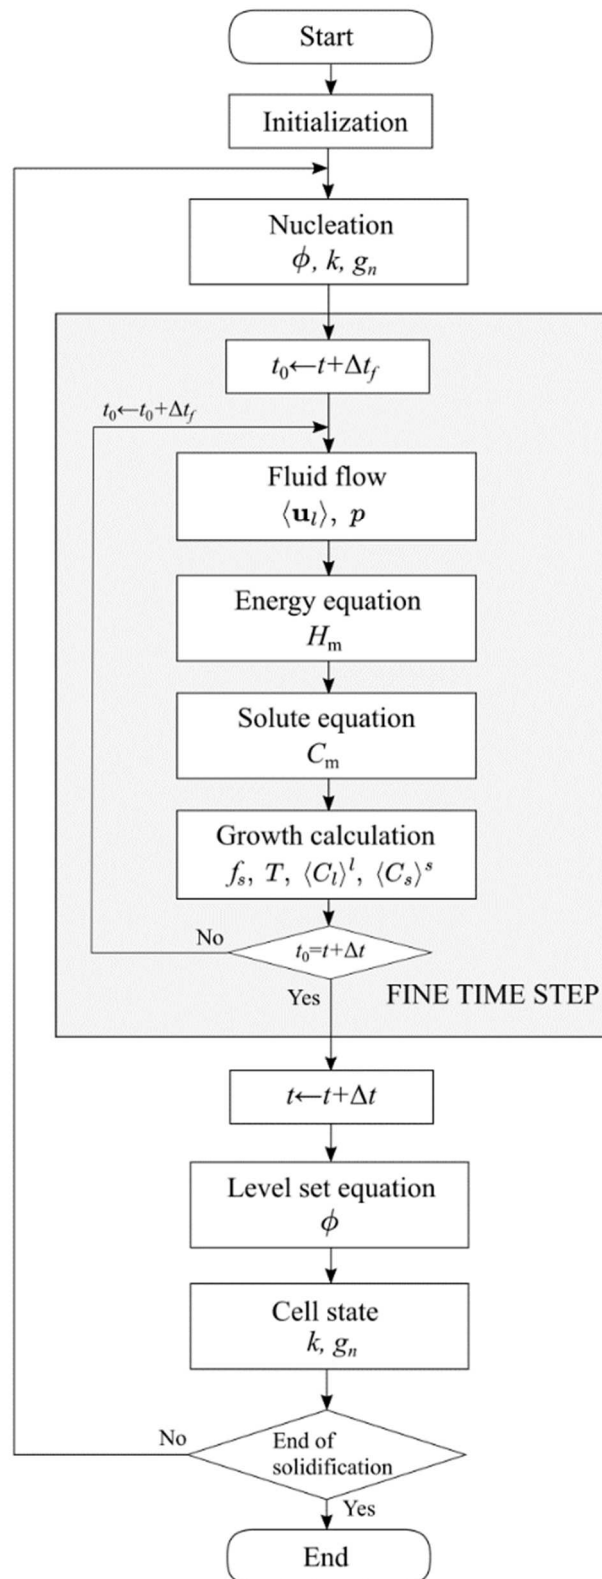 Start
Initialization
Nucleation
ϕ, k, gₙ
t₀←t+Δt_f
t₀←t₀+Δt_f
Fluid flow
⟨𝐮ₗ⟩, p
Energy equation
Hₘ
Solute equation
Cₘ
Growth calculation
fₛ, T, ⟨Cₗ⟩ˡ, ⟨Cₛ⟩ˢ
No
t₀=t+Δt
Yes
FINE TIME STEP
t←t+Δt
Level set equation
ϕ
Cell state
k, gₙ
No
End of
solidification
Yes
End